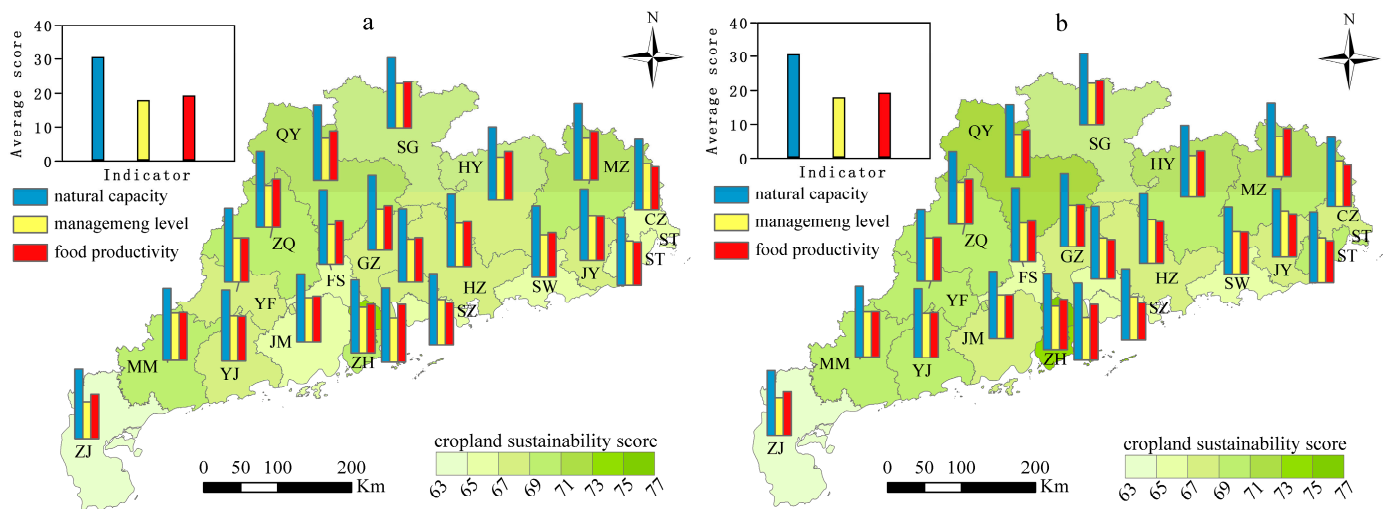 a
N
Average score
40
30
20
10
0
Indicator
natural capacity
managemeng level
food productivity
QY
SG
HY
MZ
CZ
ST
ST
ZQ
GZ
FS
JY
SW
HZ
YF
SZ
JM
MM
YJ
ZH
ZJ
0 50 100 200
Km
cropland sustainability scorc
63 65 67 69 71 73 75 77
b
N
Average score
40
30
20
10
0
Indicator
natural capacity
managemeng level
food productivity
QY
SG
HY
MZ
CZ
ST
ST
ZQ
GZ
FS
JY
SW
HZ
YF
SZ
JM
MM
YJ
ZH
ZJ
0 50 100 200
Km
cropland sustainability score
63 65 67 69 71 73 75 77